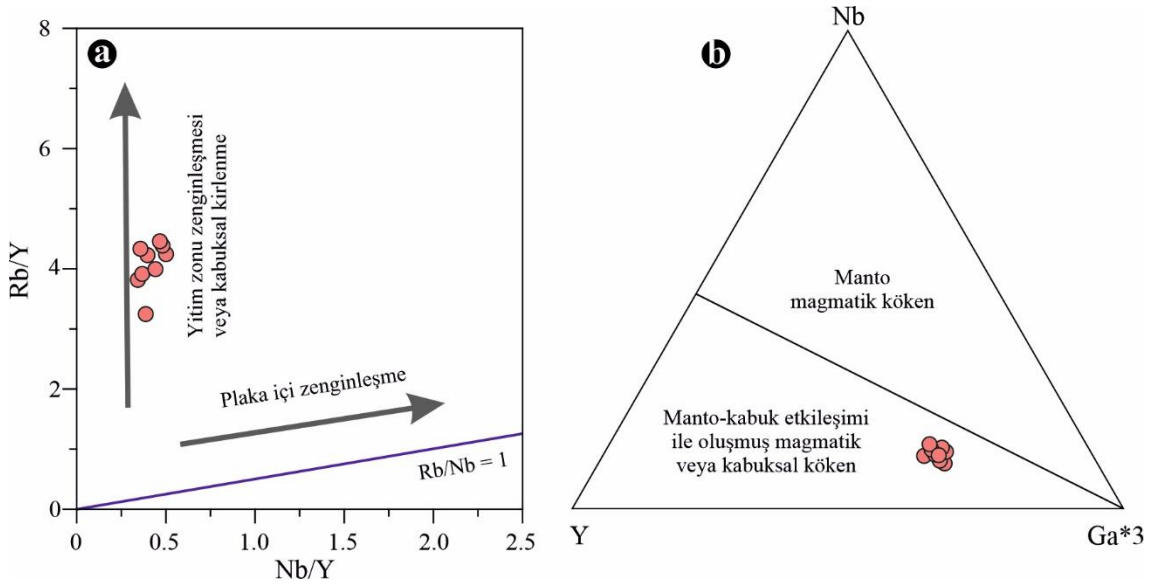 a
8
6
4
2
0
Rb/Y
Yitim zonu zenginleşmesi
veya kabuksal kirlenme
Plaka içi zenginleşme
Rb/Nb = 1
0
0.5
1.0
1.5
2.0
2.5
Nb/Y
b
Nb
Manto
magmatik köken
Manto-kabuk etkileşimi
ile oluşmuş magmatik
veya kabuksal köken
Y
Ga*3